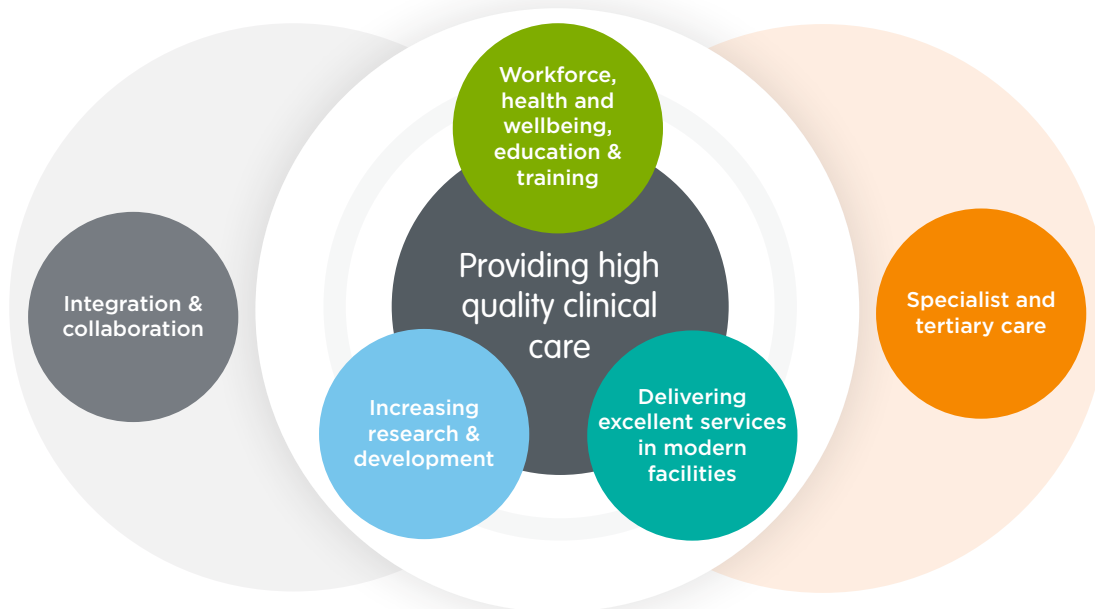 Workforce,
health and
wellbeing,
education &
training
Providing high
quality clinical
care
Integration &
collaboration
Specialist and
tertiary care
Increasing
research &
development
Delivering
excellent services
in modern
facilities